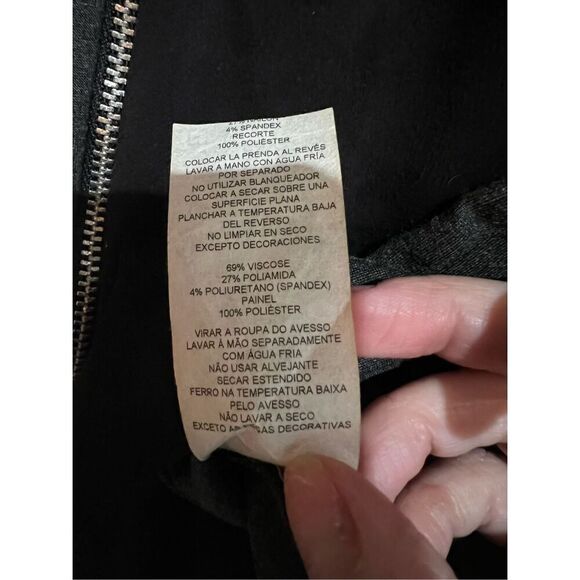 27% NAILON
4% SPANDEX
RECORTE
100% POLIÉSTER
COLOCAR LA PRENDA AL REVÉS
LAVAR A MANO CON AGUA FRÍA
POR SEPARADO
NO UTILIZAR BLANQUEADOR
COLOCAR A SECAR SOBRE UNA
SUPERFICIE PLANA
PLANCHAR A TEMPERATURA BAJA
DEL REVERSO
NO LIMPIAR EN SECO
EXCEPTO DECORACIONES
69% VISCOSE
27% POLIAMIDA
4% POLIURETANO (SPANDEX)
PAINEL
100% POLIÉSTER
VIRAR A ROUPA DO AVESSO
LAVAR À MÃO SEPARADAMENTE
COM ÁGUA FRIA
NÃO USAR ALVEJANTE
SECAR ESTENDIDO
FERRO NA TEMPERATURA BAIXA
PELO AVESSO
NÃO LAVAR A SECO
EXCETO DECORATIVAS